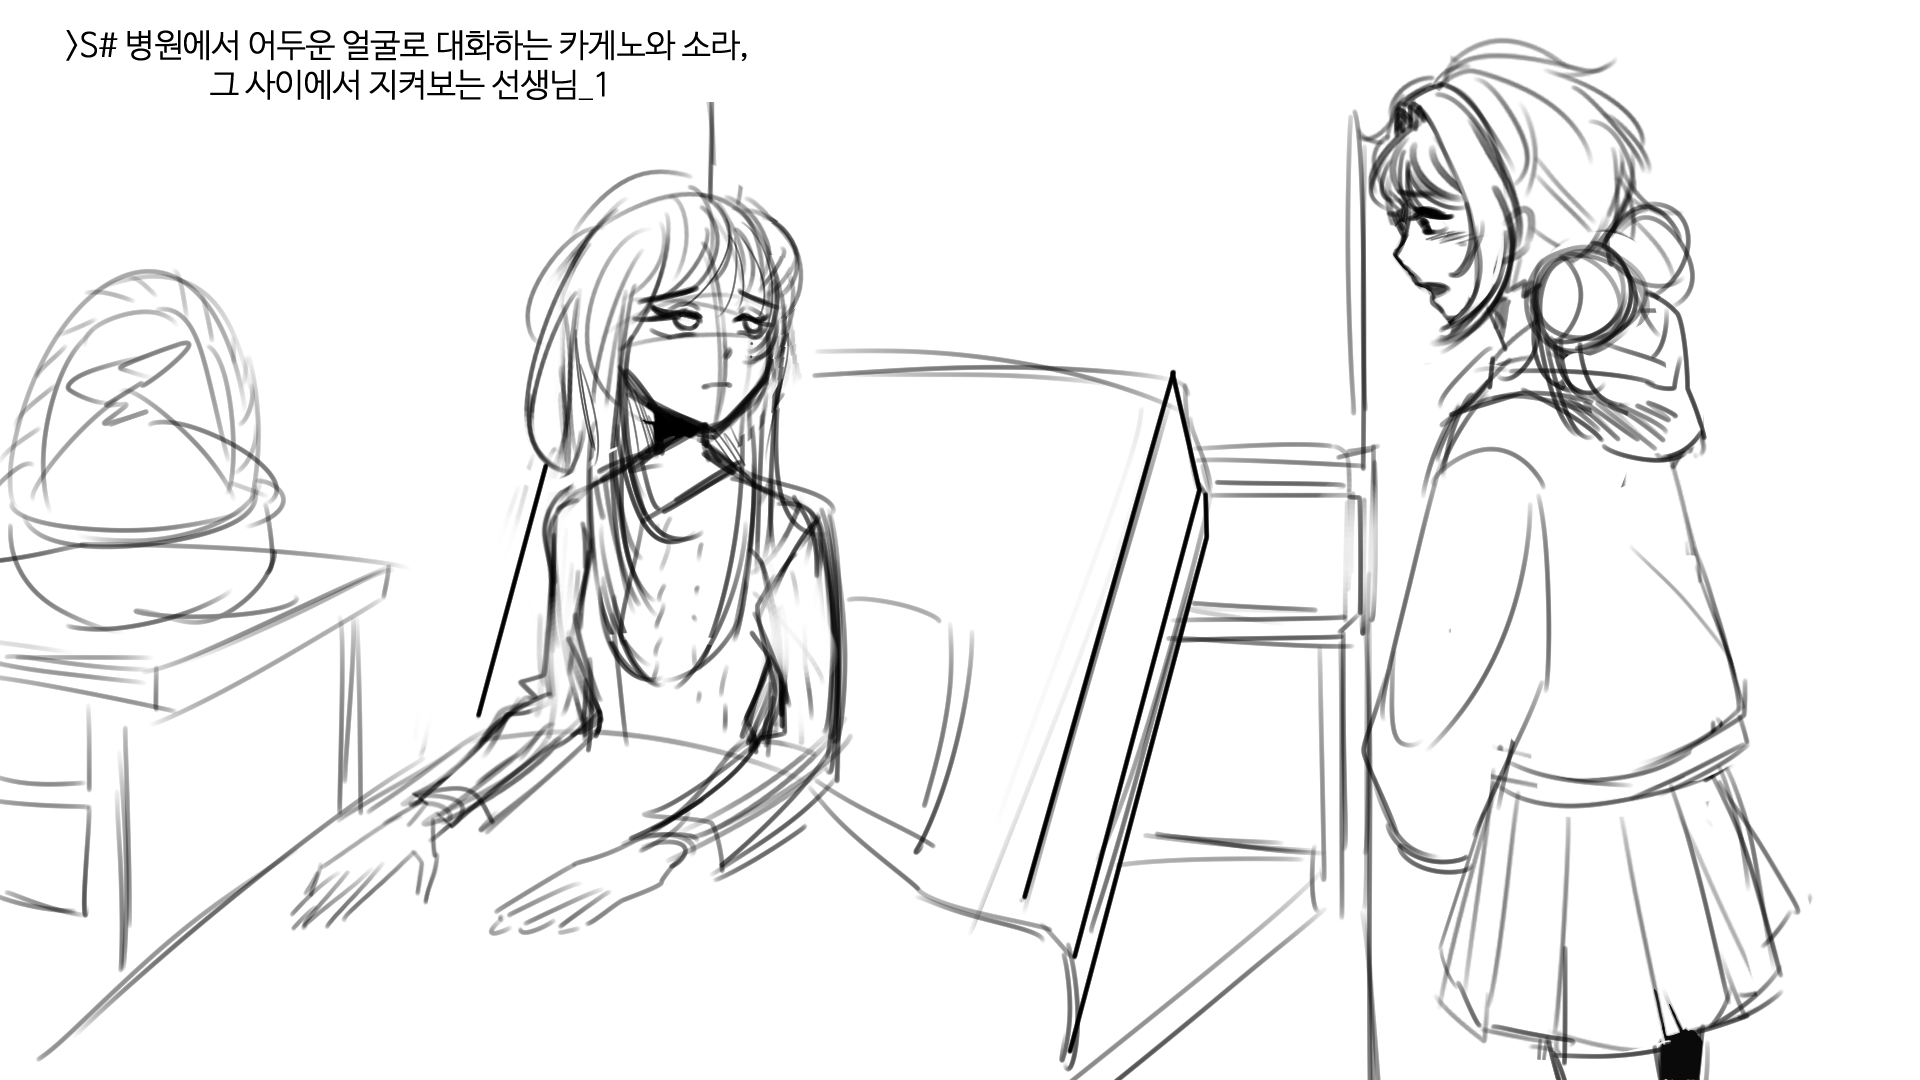 >S# 병원에서 어두운 얼굴로 대화하는 카게노와 소라,
그 사이에서 지켜보는 선생님_1